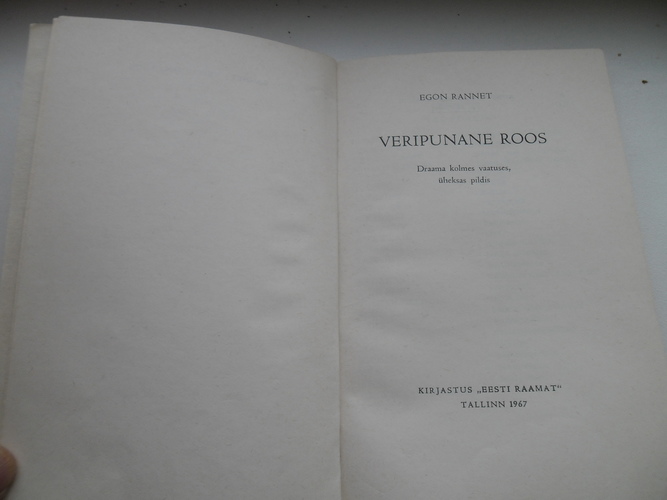 EGON RANNET
VERIPUNANE ROOS
Draama kolmes vaatuses,
üheksas pildis
KIRJASTUS „EESTI RAAMAT“
TALLINN 1967